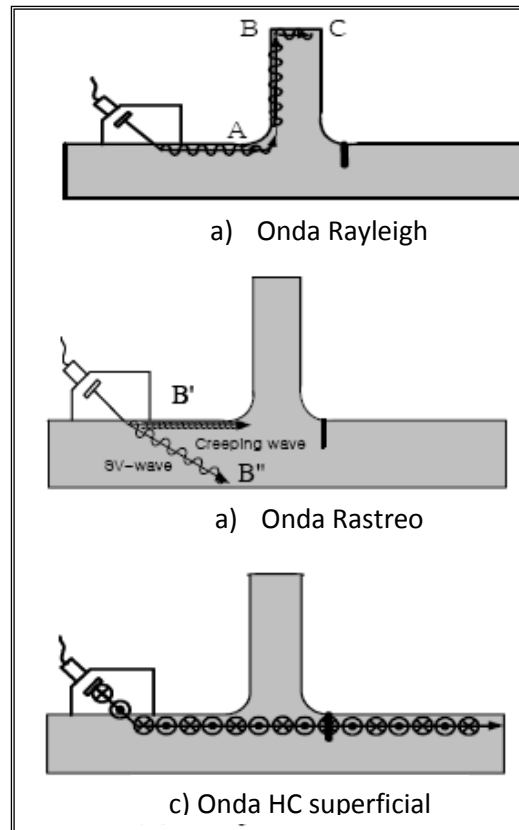 B C
A
a) Onda Rayleigh
B'
Creeping wave
SV-wave
B"
a) Onda Rastreo
c) Onda HC superficial